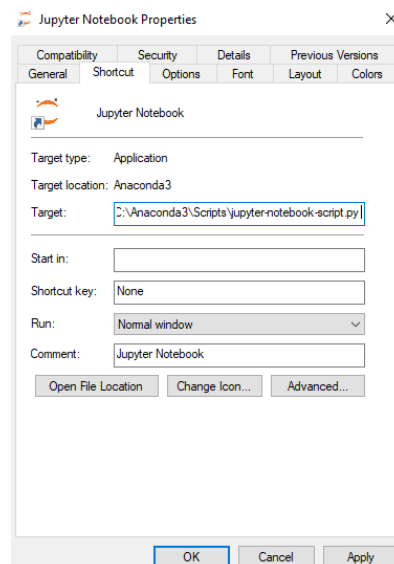 Jupyter Notebook Properties
Compatibility Security Details Previous Versions
General Shortcut Options Font Layout Colors
Jupyter Notebook
Target type: Application
Target location: Anaconda3
Target: C:\Anaconda3\Scripts\jupyter-notebook-script.py
Start in:
Shortcut key: None
Run: Normal window
Comment: Jupyter Notebook
Open File Location Change Icon... Advanced...
OK Cancel Apply